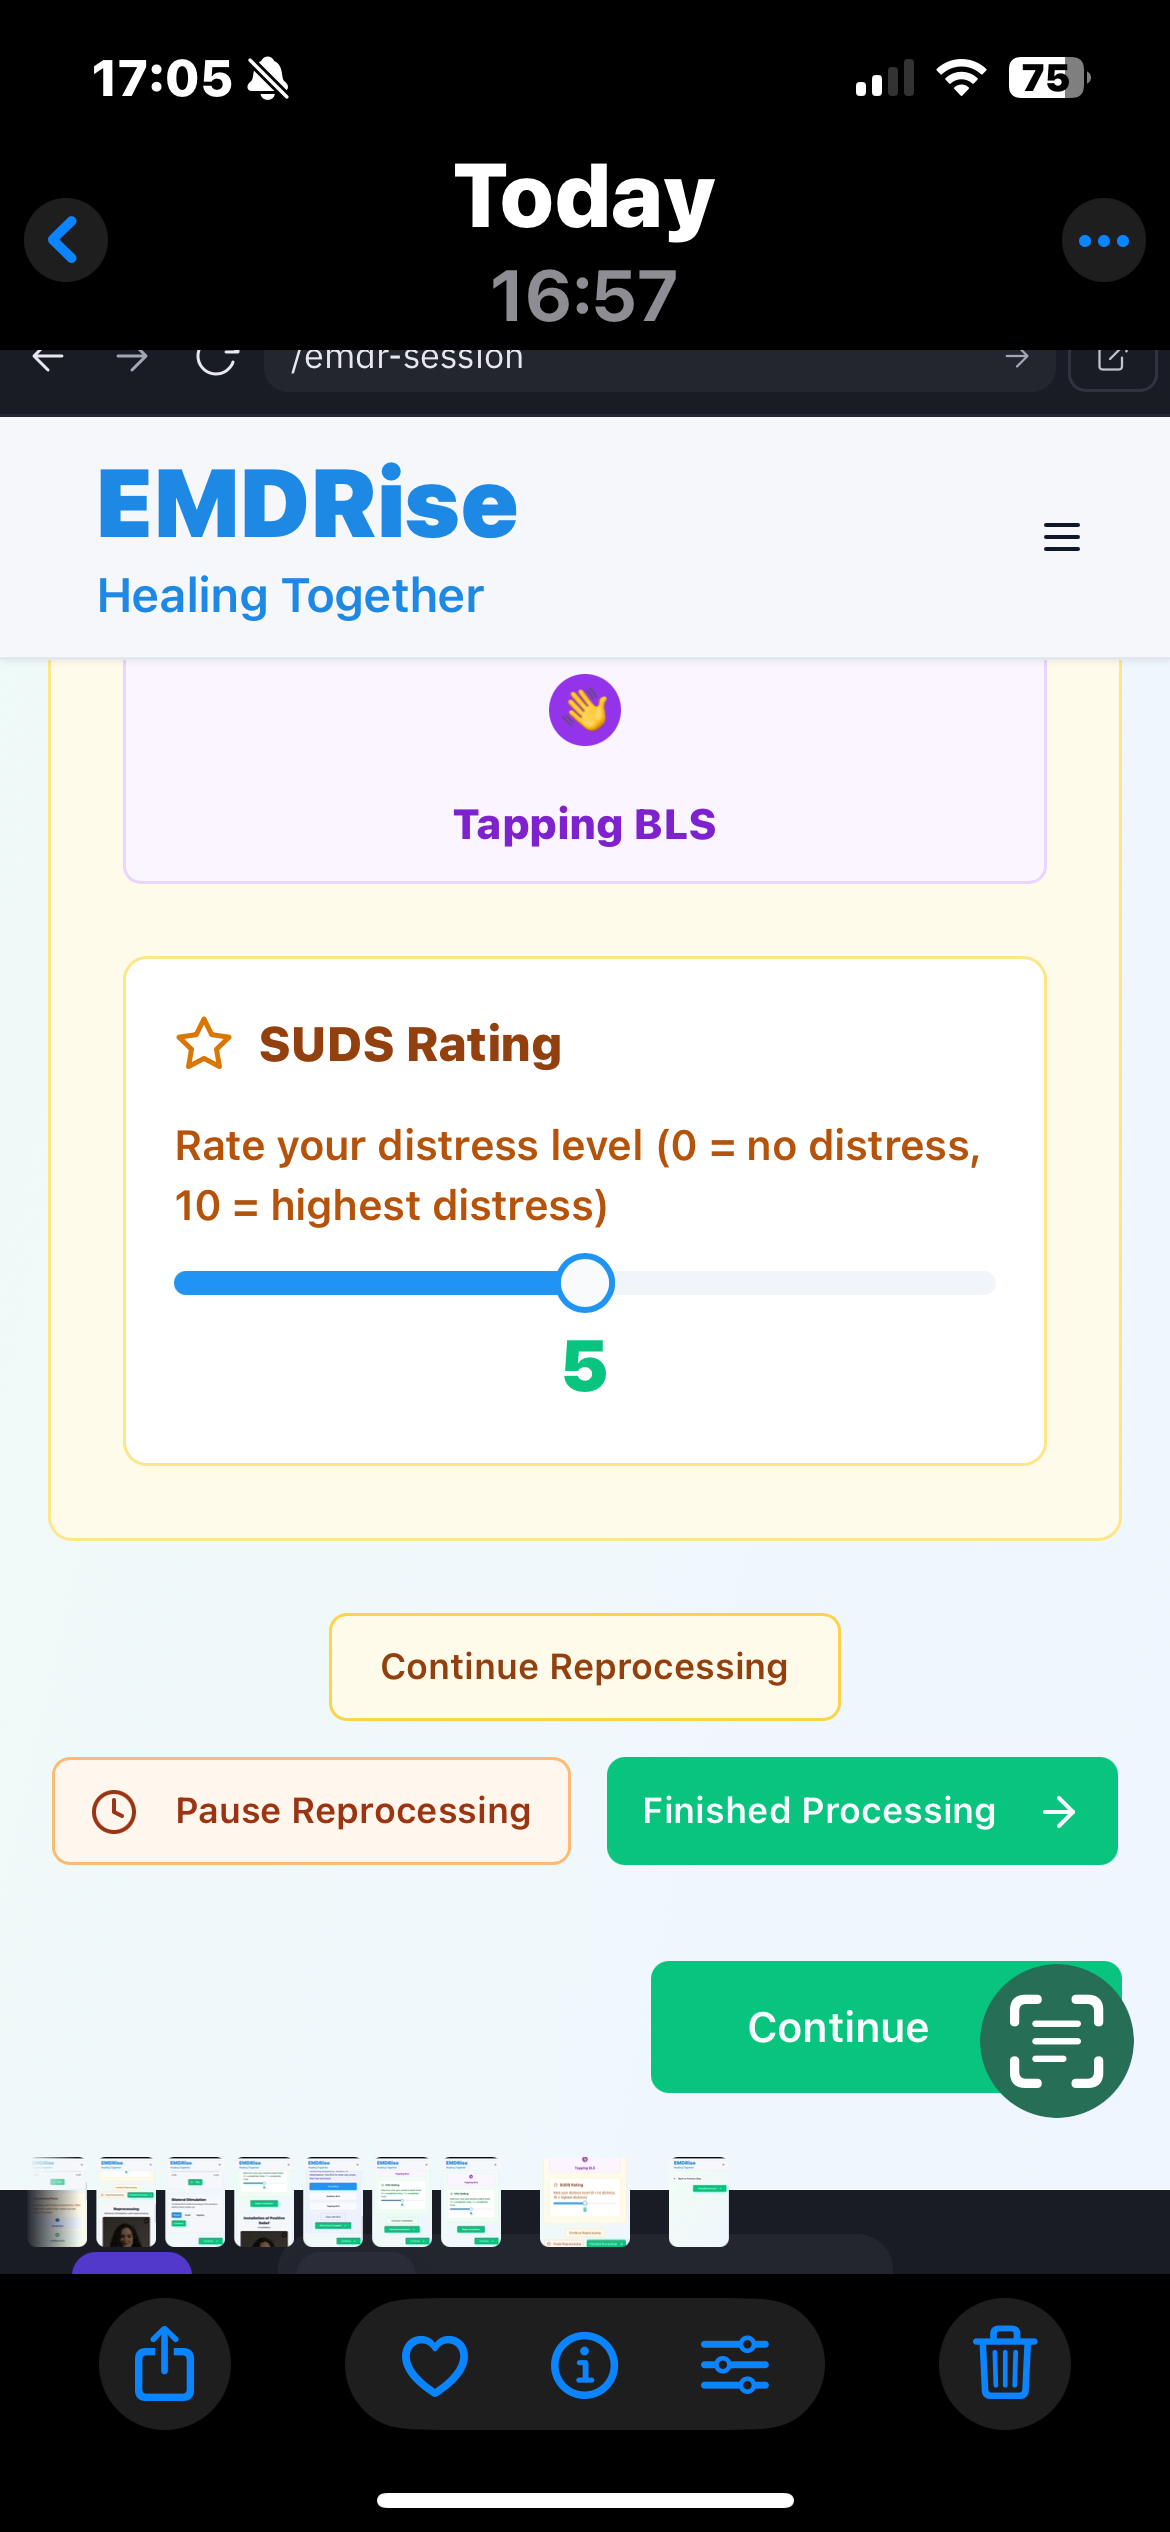 17:05
75
Today
16:57
/emdr-session
EMDRise
Healing Together
Tapping BLS
SUDS Rating
Rate your distress level (0 = no distress,
10 = highest distress)
5
Continue Reprocessing
Pause Reprocessing
Finished Processing
Continue